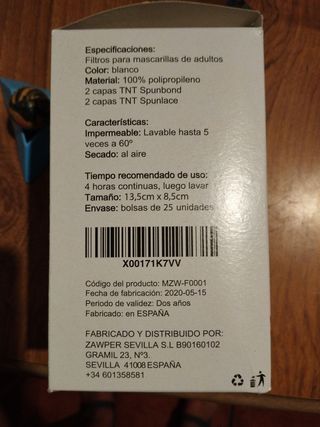 Especificaciones:
Filtros para mascarillas de adultos
Color: blanco
Material: 100% polipropileno
2 capas TNT Spunbond
2 capas TNT Spunlace
Características:
Impermeable: Lavable hasta 5
veces a 60º
Secado: al aire
Tiempo recomendado de uso:
4 horas continuas, luego lavar
Tamaño: 13,5cm x 8,5cm
Envase: bolsas de 25 unidades
X00171K7VV
Código del producto: MZW-F0001
Fecha de fabricación: 2020-05-15
Periodo de validez: Dos años
Fabricado: en ESPAÑA
FABRICADO Y DISTRIBUIDO POR:
ZAWPER SEVILLA S.L B90160102
GRAMIL 23, Nº3.
SEVILLA 41008 ESPAÑA
+34 601358581